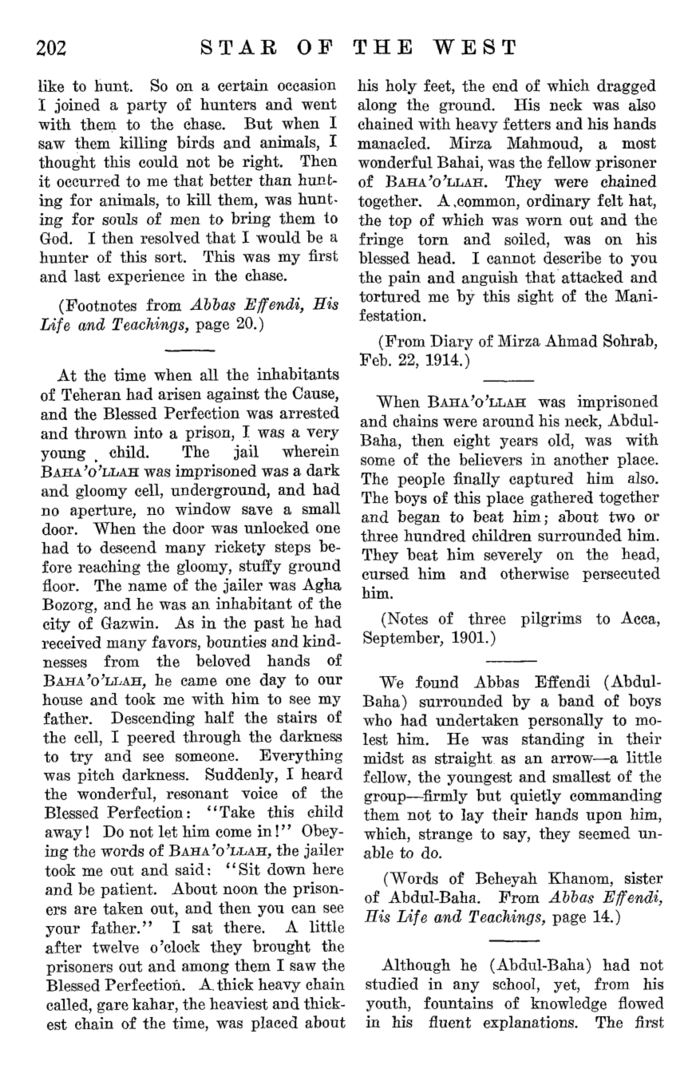 202
STAR OF THE WEST
like to hunt. So on a certain occasion
I joined a party of hunters and went
with them to the chase. But when I
saw them killing birds and animals, I
thought this could not be right. Then
it occurred to me that better than hunt-
ing for animals, to kill them, was hunt-
ing for souls of men to bring them to
God. I then resolved that I would be a
hunter of this sort. This was my first
and last experience in the chase.
(Footnotes from Abbas Effendi, His
Life and Teachings, page 20.)
At the time when all the inhabitants
of Teheran had arisen against the Cause,
and the Blessed Perfection was arrested
and thrown into a prison, I was a very
young child. The jail wherein
BAHA'O'LLAH was imprisoned was a dark
and gloomy cell, underground, and had
no aperture, no window save a small
door. When the door was unlocked one
had to descend many rickety steps be-
fore reaching the gloomy, stuffy ground
floor. The name of the jailer was Agha
Bozorg, and he was an inhabitant of the
city of Gazwin. As in the past he had
received many favors, bounties and kind-
nesses from the beloved hands of
BAHA'O'LLAH, he came one day to our
house and took me with him to see my
father. Descending half the stairs of
the cell, I peered through the darkness
to try and see someone. Everything
was pitch darkness. Suddenly, I heard
the wonderful, resonant voice of the
Blessed Perfection: "Take this child
away! Do not let him come in!" Obey-
ing the words of BAHA'O'LLAH, the jailer
took me out and said: "Sit down here
and be patient. About noon the prison-
ers are taken out, and then you can see
your father." I sat there. A little
after twelve o'clock they brought the
prisoners out and among them I saw the
Blessed Perfection. A thick heavy chain
called, gare kahar, the heaviest and thick-
est chain of the time, was placed about
his holy feet, the end of which dragged
along the ground. His neck was also
chained with heavy fetters and his hands
manacled. Mirza Mahmoud, a most
wonderful Bahai, was the fellow prisoner
of BAHA'O'LLAH. They were chained
together. A common, ordinary felt hat,
the top of which was worn out and the
fringe torn and soiled, was on his
blessed head. I cannot describe to you
the pain and anguish that attacked and
tortured me by this sight of the Mani-
festation.
(From Diary of Mirza Ahmad Sohrab,
Feb. 22, 1914.)
When BAHA'O'LLAH was imprisoned
and chains were around his neck, Abdul-
Baha, then eight years old, was with
some of the believers in another place.
The people finally captured him also.
The boys of this place gathered together
and began to beat him; about two or
three hundred children surrounded him.
They beat him severely on the head,
cursed him and otherwise persecuted
him.
(Notes of three pilgrims to Acca,
September, 1901.)
We found Abbas Effendi (Abdul-
Baha) surrounded by a band of boys
who had undertaken personally to mo-
lest him. He was standing in their
midst as straight as an arrow—a little
fellow, the youngest and smallest of the
group—firmly but quietly commanding
them not to lay their hands upon him,
which, strange to say, they seemed un-
able to do.
(Words of Beheyah Khanom, sister
of Abdul-Baha. From Abbas Effendi,
His Life and Teachings, page 14.)
Although he (Abdul-Baha) had not
studied in any school, yet, from his
youth, fountains of knowledge flowed
in his fluent explanations. The first